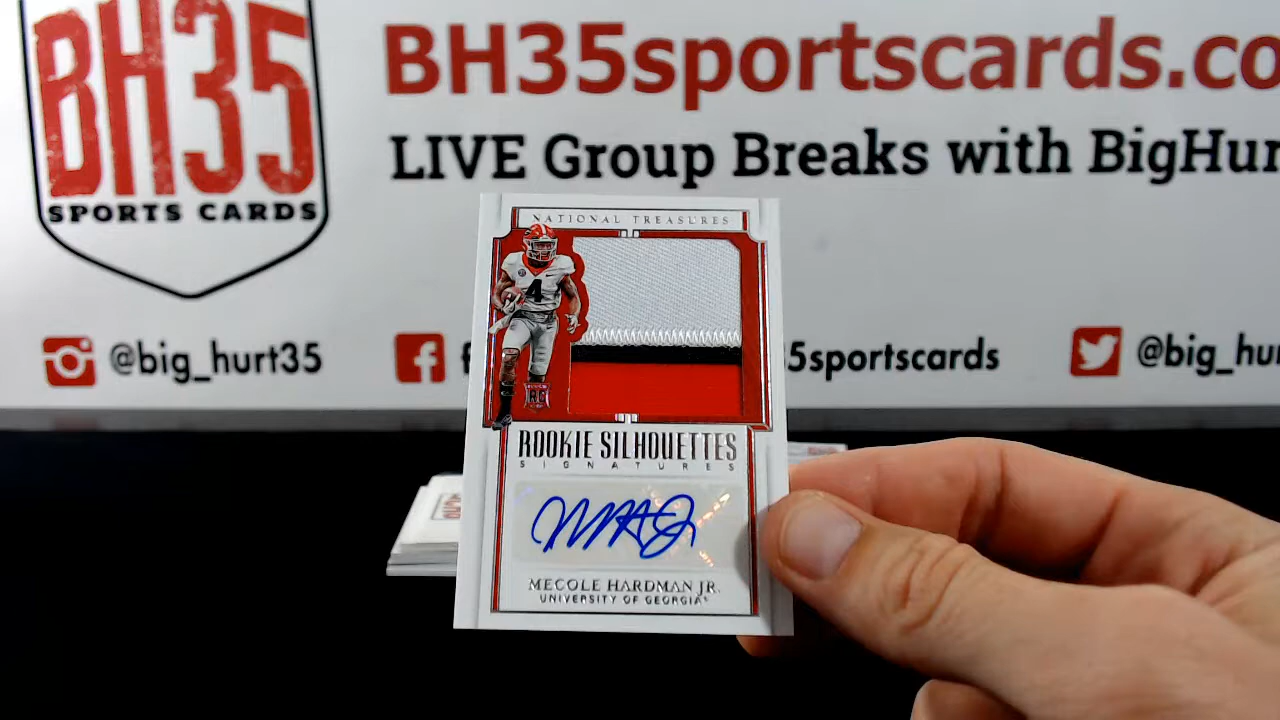 BH35
SPORTS CARDS
BH35sportscards.co
LIVE Group Breaks with BigHur
@big_hurt35
f
5sportscards
@big_hu
NATIONAL TREASURES
4
RC
ROOKIE SILHOUETTES
SIGNATURES
MECOLE HARDMAN JR.
UNIVERSITY OF GEORGIA